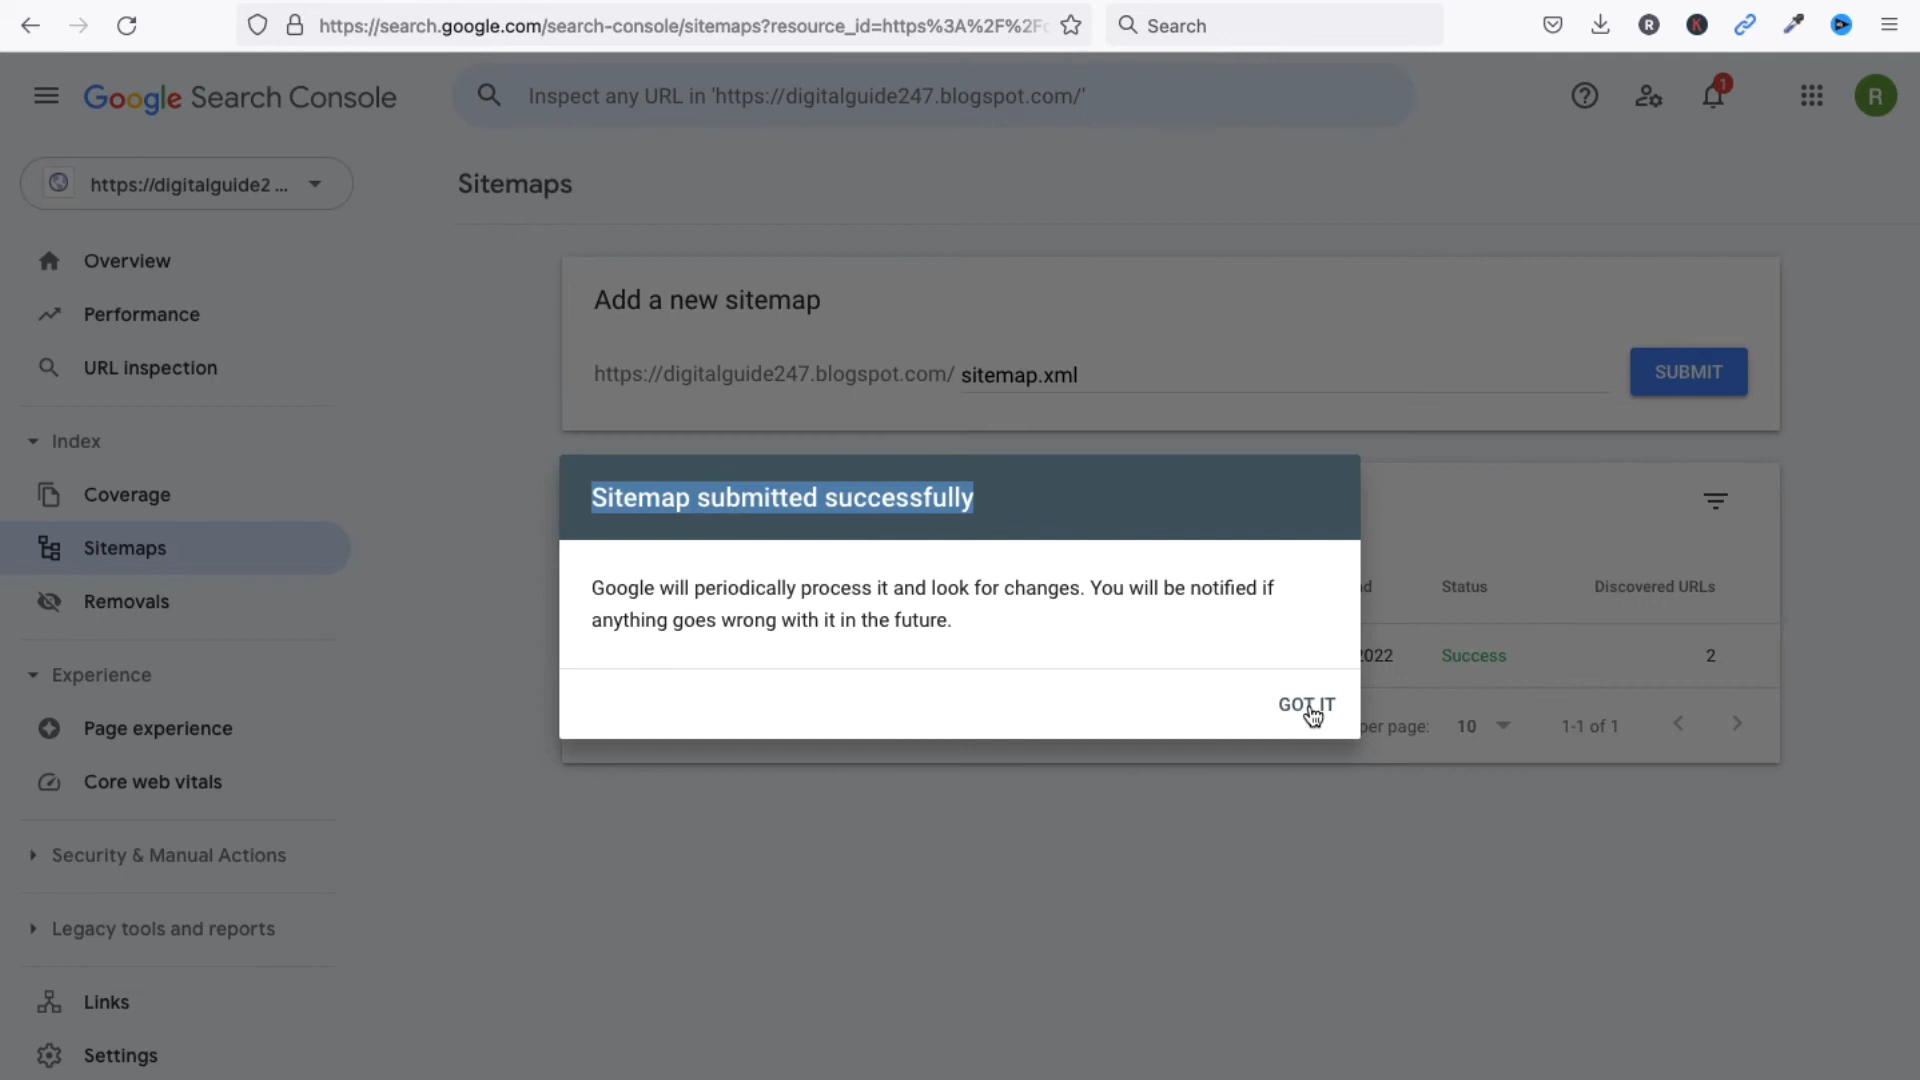 https://search.google.com/search-console/sitemaps?resource_id=https%3A%2F%2F
Search
R
K
Google Search Console
Inspect any URL in 'https://digitalguide247.blogspot.com/'
1
R
https://digitalguide2 ...
Sitemaps
Overview
Performance
URL inspection
Index
Coverage
Sitemaps
Removals
Experience
Page experience
Core web vitals
Security & Manual Actions
Legacy tools and reports
Links
Settings
Add a new sitemap
https://digitalguide247.blogspot.com/ sitemap.xml
SUBMIT
Sitemap submitted successfully
Google will periodically process it and look for changes. You will be notified if
anything goes wrong with it in the future.
GOT IT
Status Discovered URLs
2022 Success 2
per page: 10 1-1 of 1